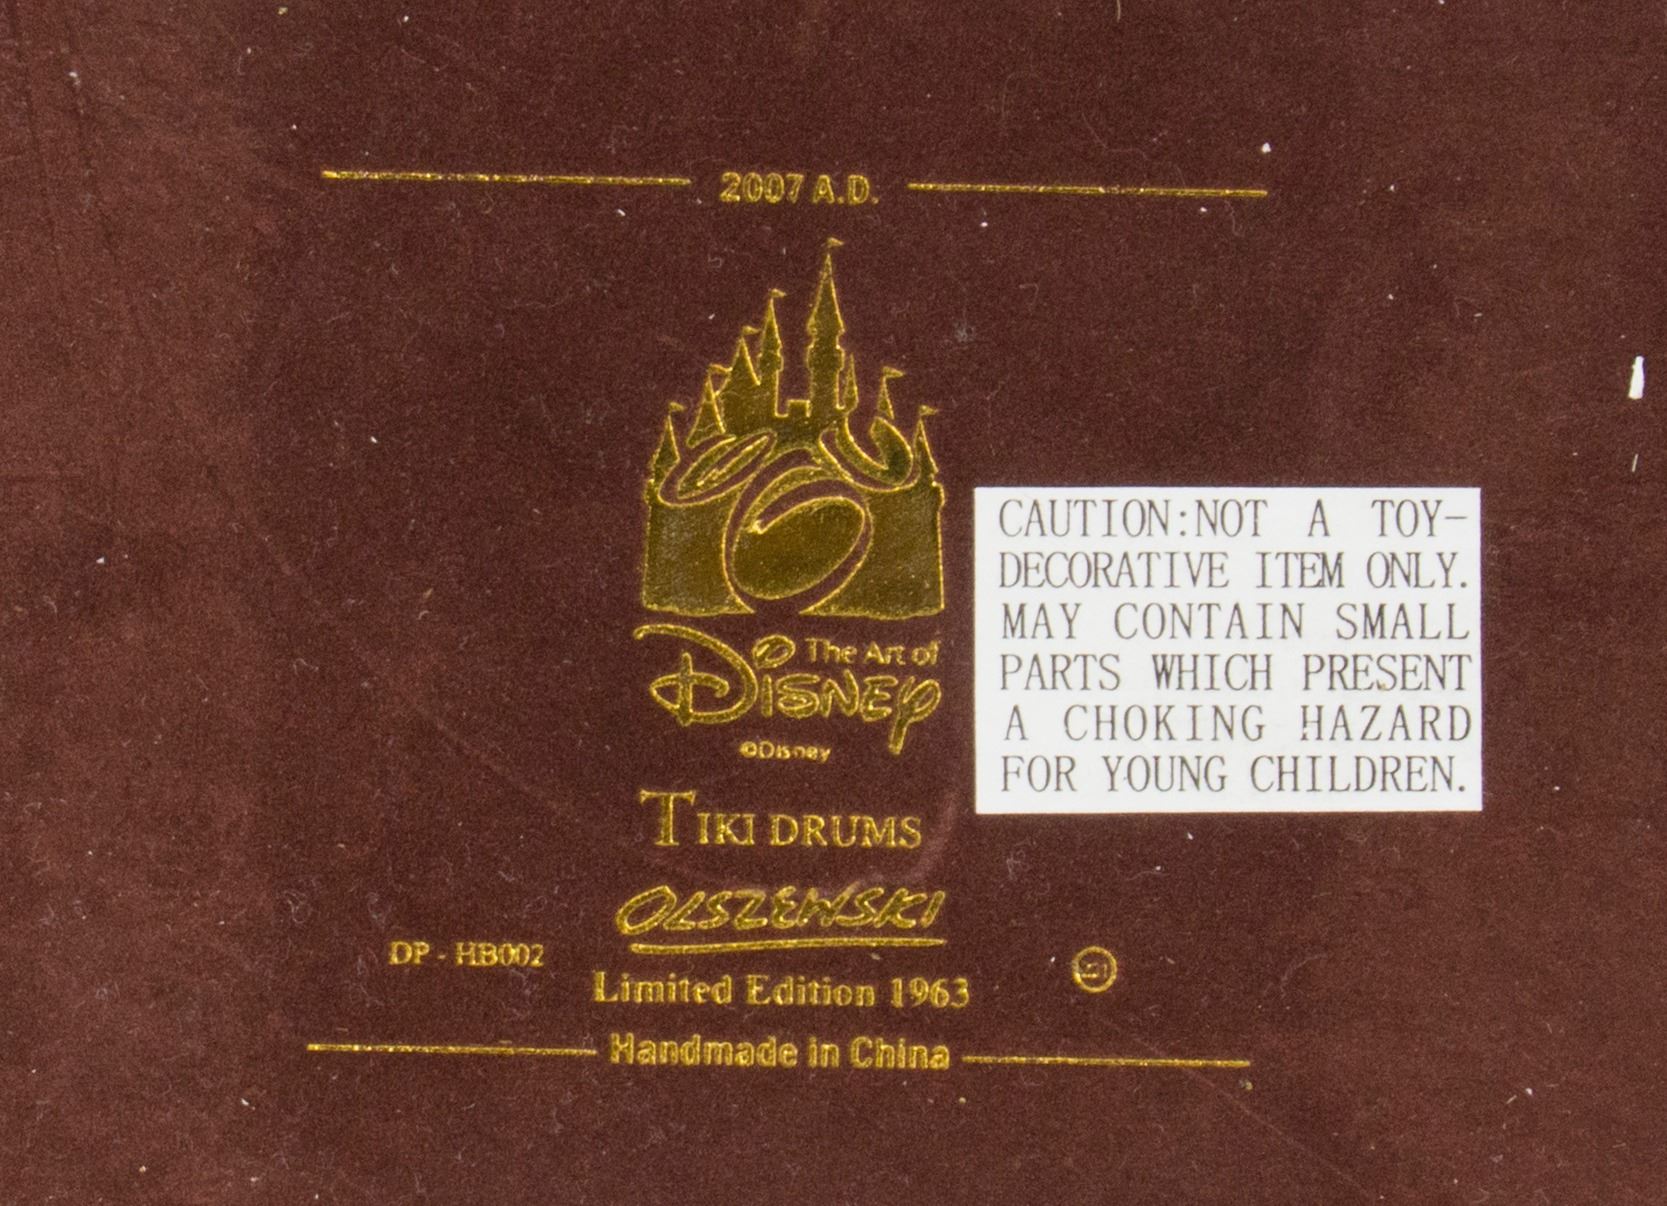 2007 A.D.
The Art of
Disney
©Disney
TIKI DRUMS
OLSZEWSKI
DP - HB002
Limited Edition 1963
Handmade in China
CAUTION:NOT A TOY-
DECORATIVE ITEM ONLY.
MAY CONTAIN SMALL
PARTS WHICH PRESENT
A CHOKING HAZARD
FOR YOUNG CHILDREN.